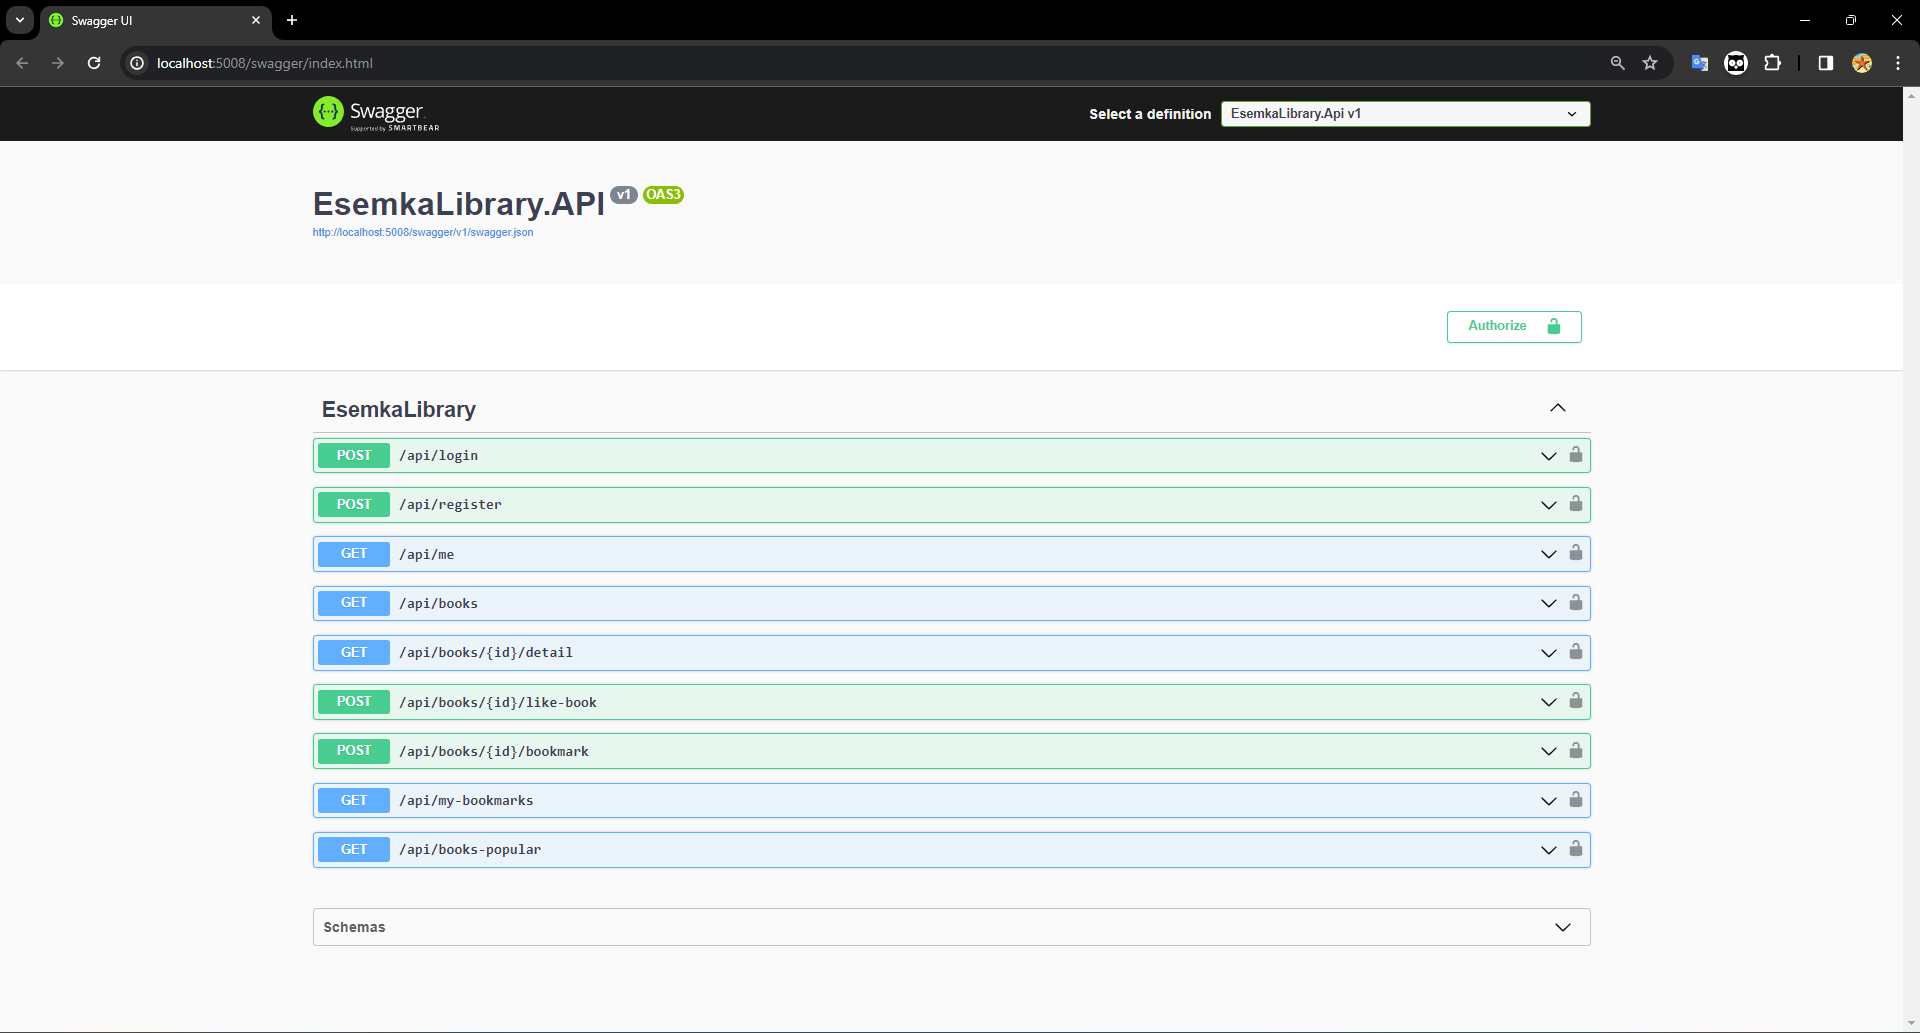 Swagger UI
localhost:5008/swagger/index.html
Swagger.
Supported by SMARTBEAR
Select a definition
EsemkaLibrary.Api v1
EsemkaLibrary.API v1 OAS3
http://localhost:5008/swagger/v1/swagger.json
Authorize
EsemkaLibrary
POST /api/login
POST /api/register
GET /api/me
GET /api/books
GET /api/books/{id}/detail
POST /api/books/{id}/like-book
POST /api/books/{id}/bookmark
GET /api/my-bookmarks
GET /api/books-popular
Schemas